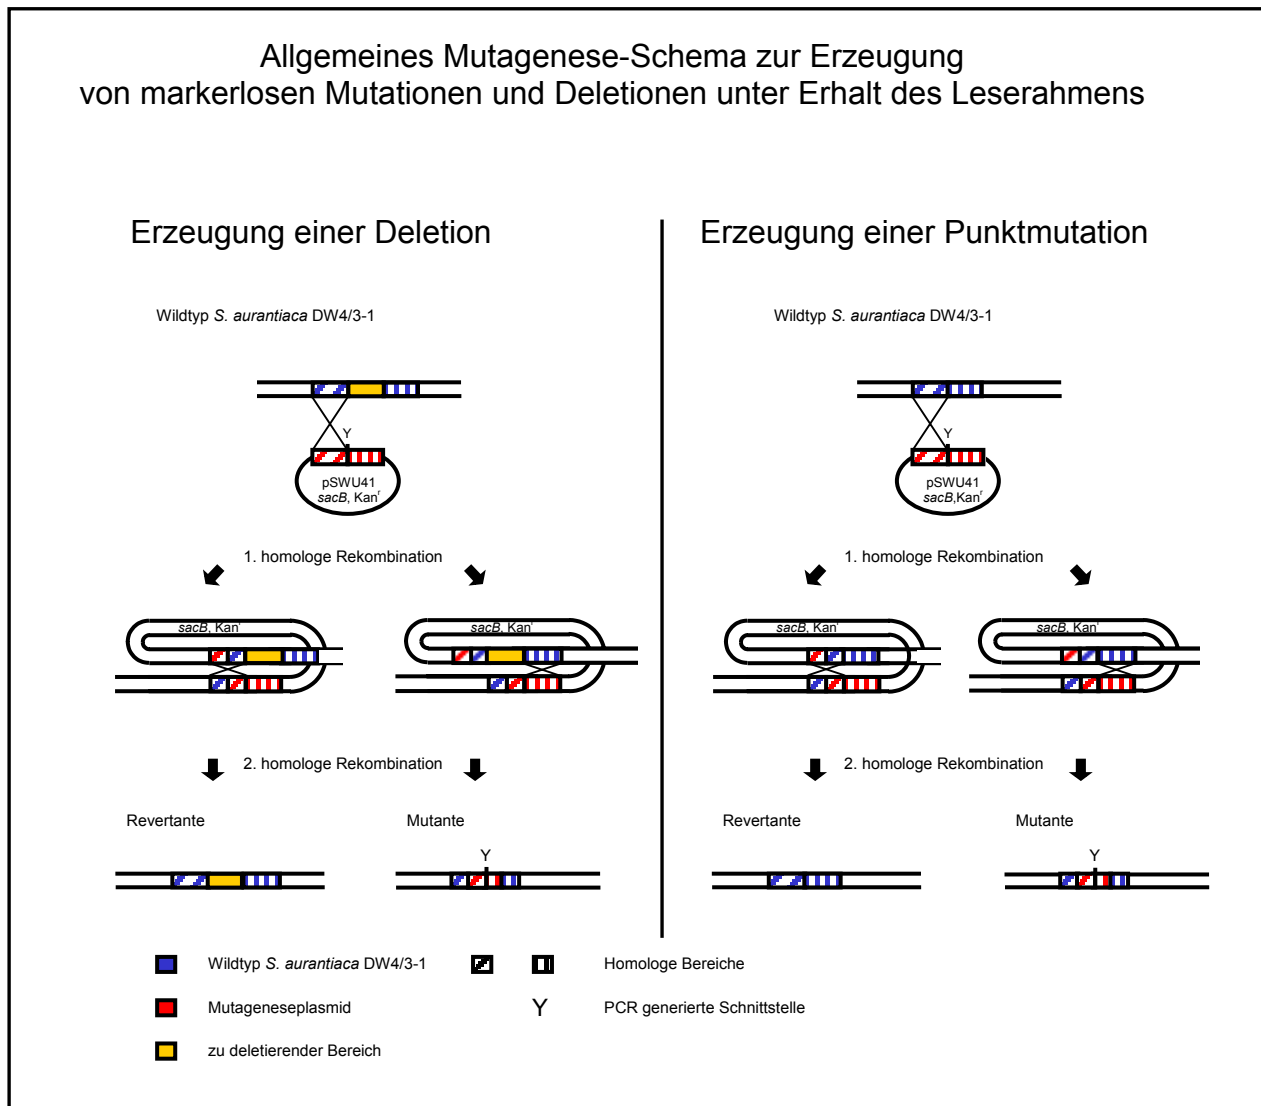 Allgemeines Mutagenese-Schema zur Erzeugung
von markerlosen Mutationen und Deletionen unter Erhalt des Leserahmens
Erzeugung einer Deletion
Wildtyp S. aurantiaca DW4/3-1
Y
pSWU41
sacB, Kanʳ
1. homologe Rekombination
sacB, Kanʳ
sacB, Kanʳ
2. homologe Rekombination
Revertante
Mutante
Y
Erzeugung einer Punktmutation
Wildtyp S. aurantiaca DW4/3-1
Y
pSWU41
sacB,Kanʳ
1. homologe Rekombination
sacB, Kanʳ
sacB, Kanʳ
2. homologe Rekombination
Revertante
Mutante
Y
Wildtyp S. aurantiaca DW4/3-1
Homologe Bereiche
Mutageneseplasmid
Y PCR generierte Schnittstelle
zu deletierender Bereich